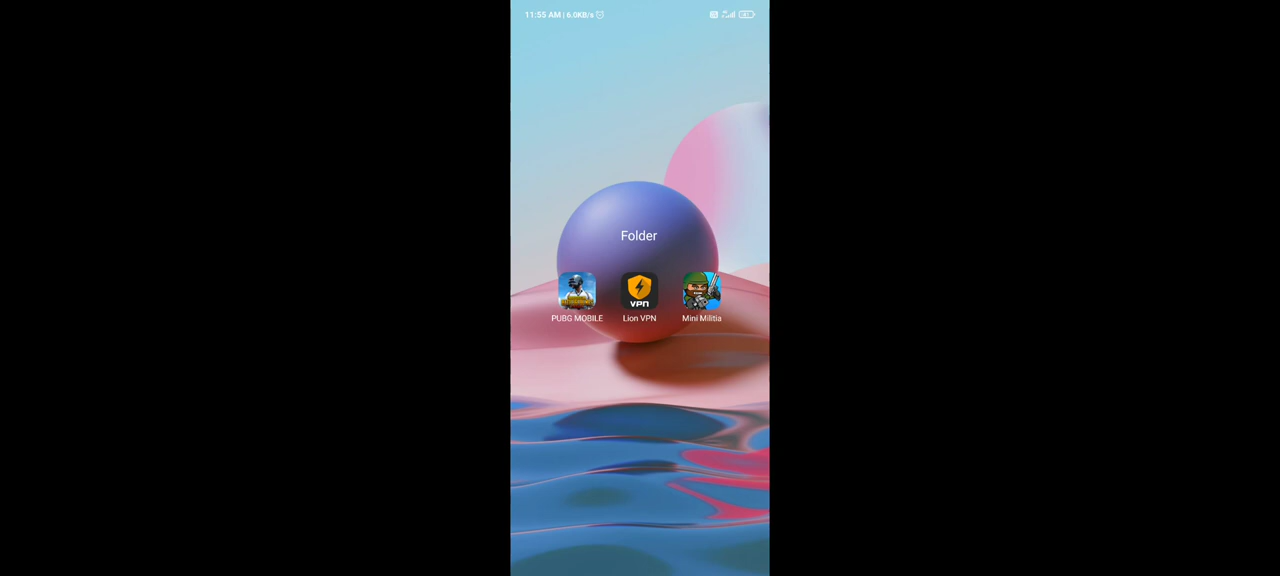 11:55 AM | 6.0KB/s
Folder
VPN
PUBG MOBILE
Lion VPN
Mini Militia